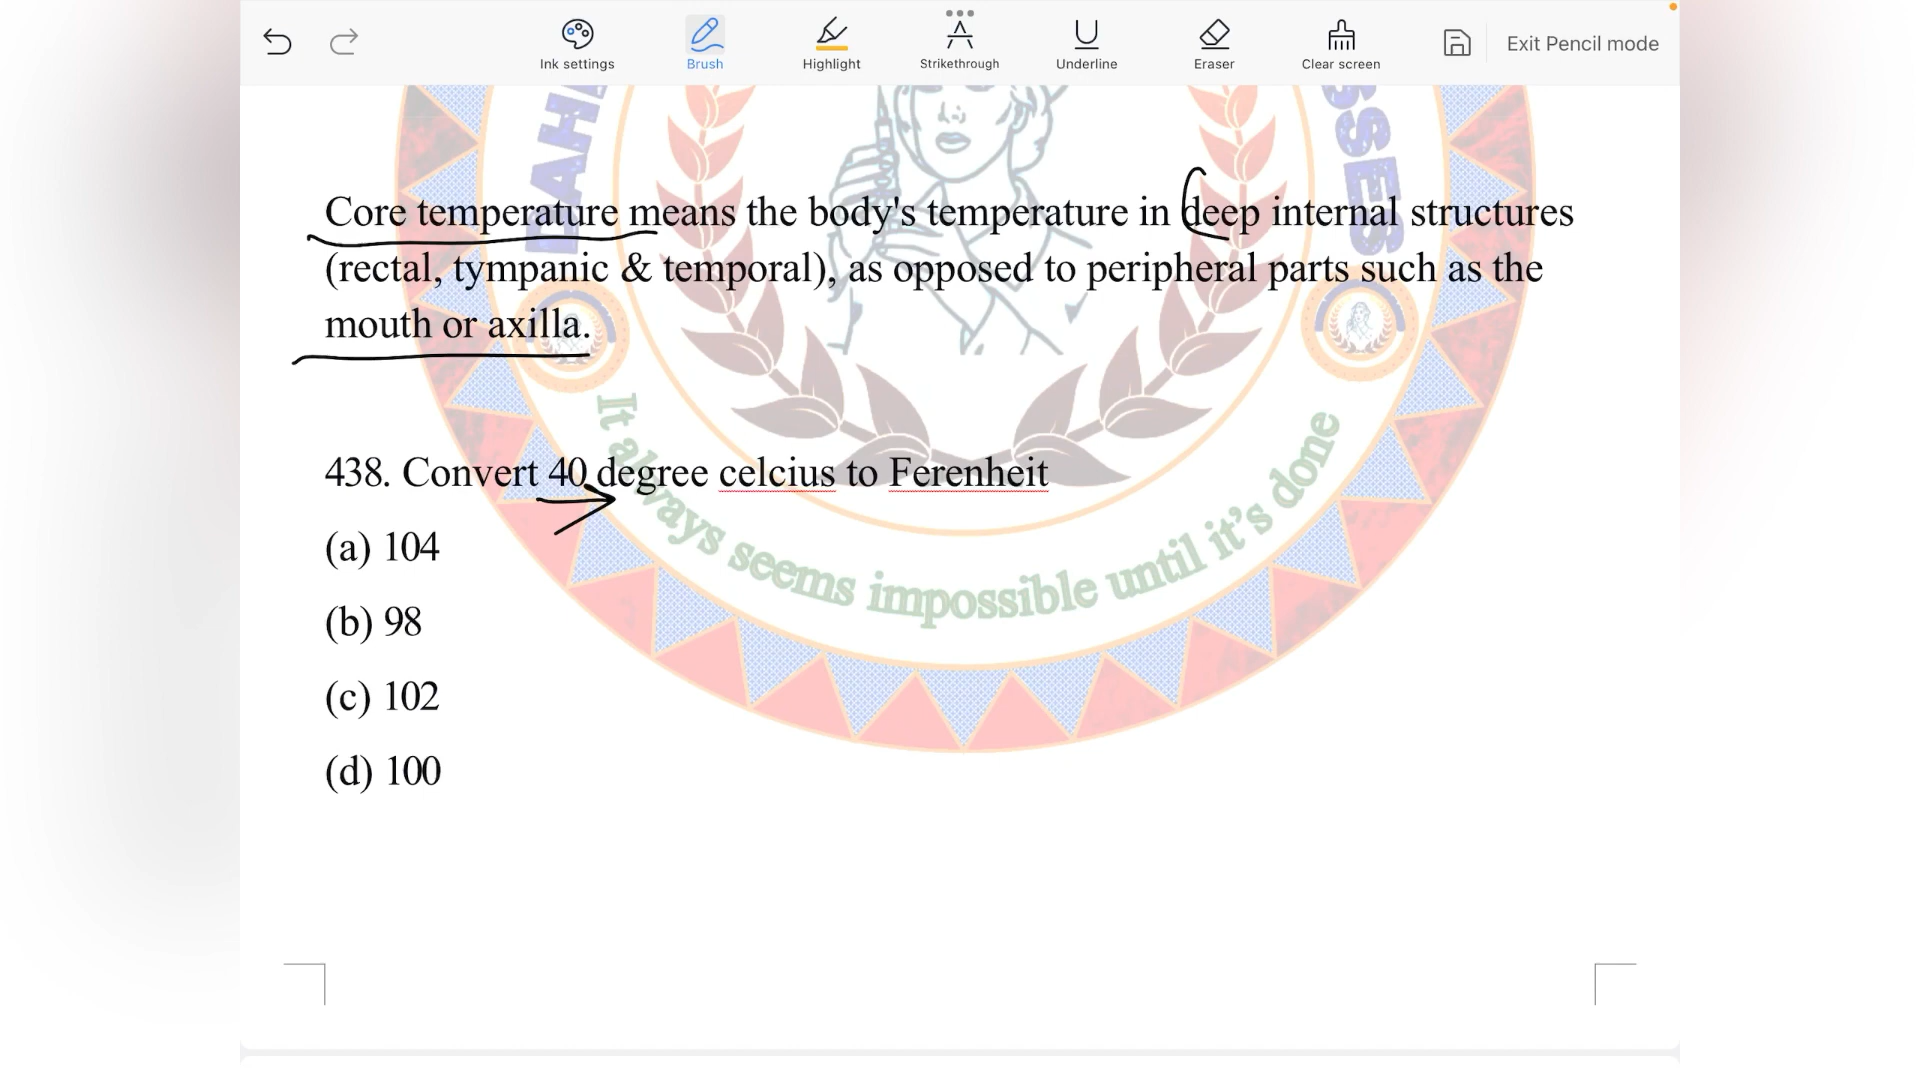 Ink settings
Brush
Highlight
Strikethrough
Underline
Eraser
Clear screen
Exit Pencil mode
Core temperature means the body's temperature in deep internal structures
(rectal, tympanic & temporal), as opposed to peripheral parts such as the
mouth or axilla.
438. Convert 40 degree celcius to Ferenheit
(a) 104
(b) 98
(c) 102
(d) 100
It always seems impossible until it’s done